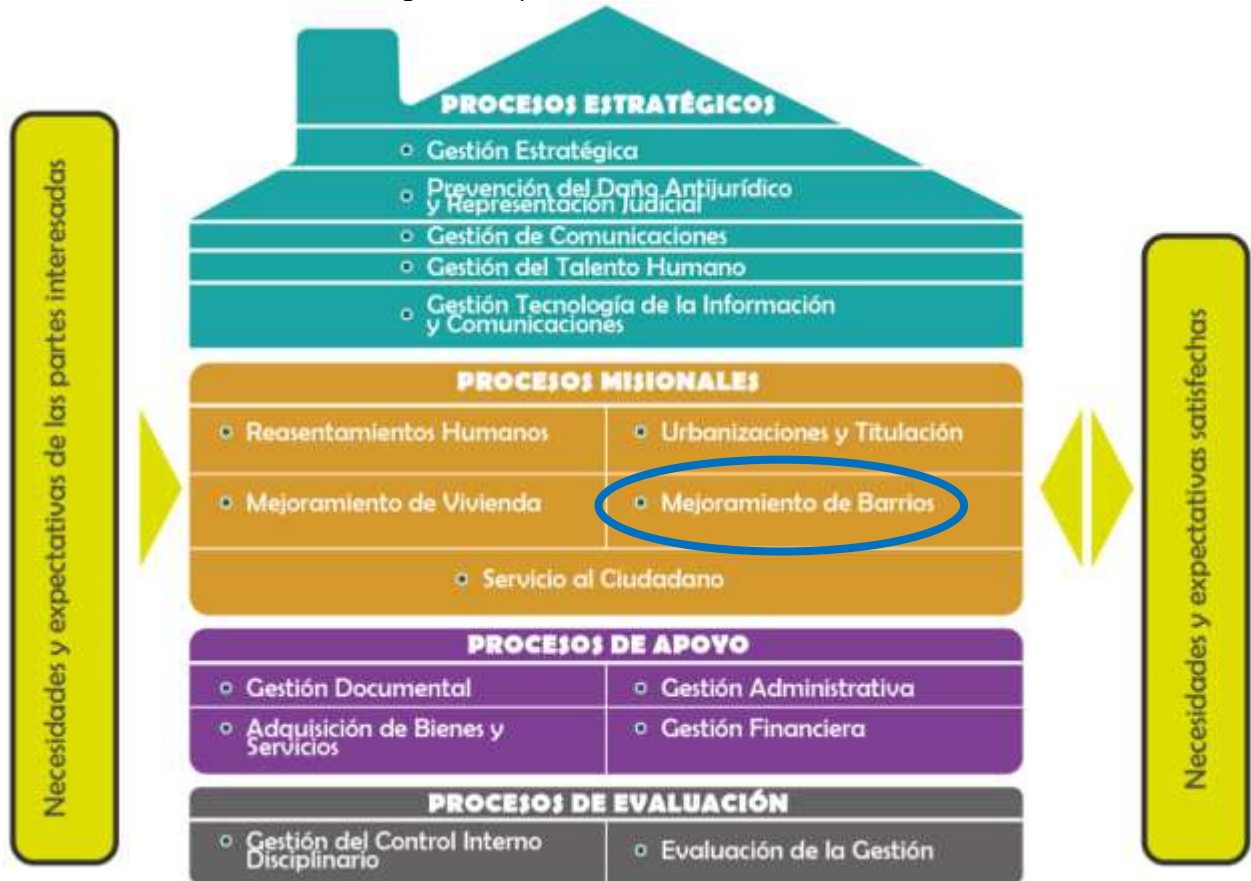 Necesidades y expectativas de las partes interesadas
PROCESOS ESTRATÉGICOS
Gestión Estratégica
Prevención del Daño Antijurídico
y Representación Judicial
Gestión de Comunicaciones
Gestión del Talento Humano
Gestión Tecnología de la Información
y Comunicaciones
PROCESOS MISIONALES
Reasentamientos Humanos
Urbanizaciones y Titulación
Mejoramiento de Vivienda
Mejoramiento de Barrios
Servicio al Ciudadano
PROCESOS DE APOYO
Gestión Documental
Gestión Administrativa
Adquisición de Bienes y
Servicios
Gestión Financiera
PROCESOS DE EVALUACIÓN
Gestión del Control Interno
Disciplinario
Evaluación de la Gestión
Necesidades y expectativas satisfechas